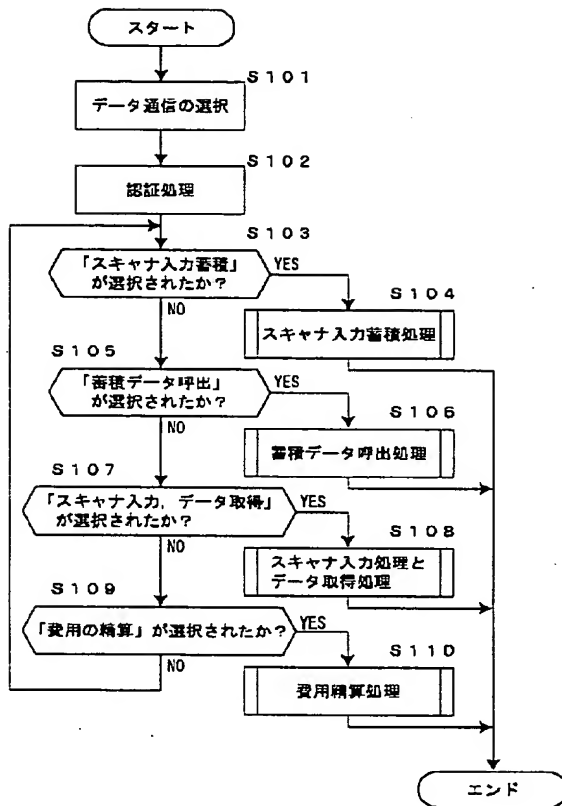 スタート
S101
データ通信の選択
S102
認証処理
S103
「スキャナ入力蓄積」
が選択されたか?
YES
NO
S104
スキャナ入力蓄積処理
S105
「蓄積データ呼出」
が選択されたか?
YES
NO
S106
蓄積データ呼出処理
S107
「スキャナ入力,データ取得」
が選択されたか?
YES
NO
S108
スキャナ入力処理と
データ取得処理
S109
「費用の精算」が選択されたか?
YES
NO
S110
費用精算処理
エンド